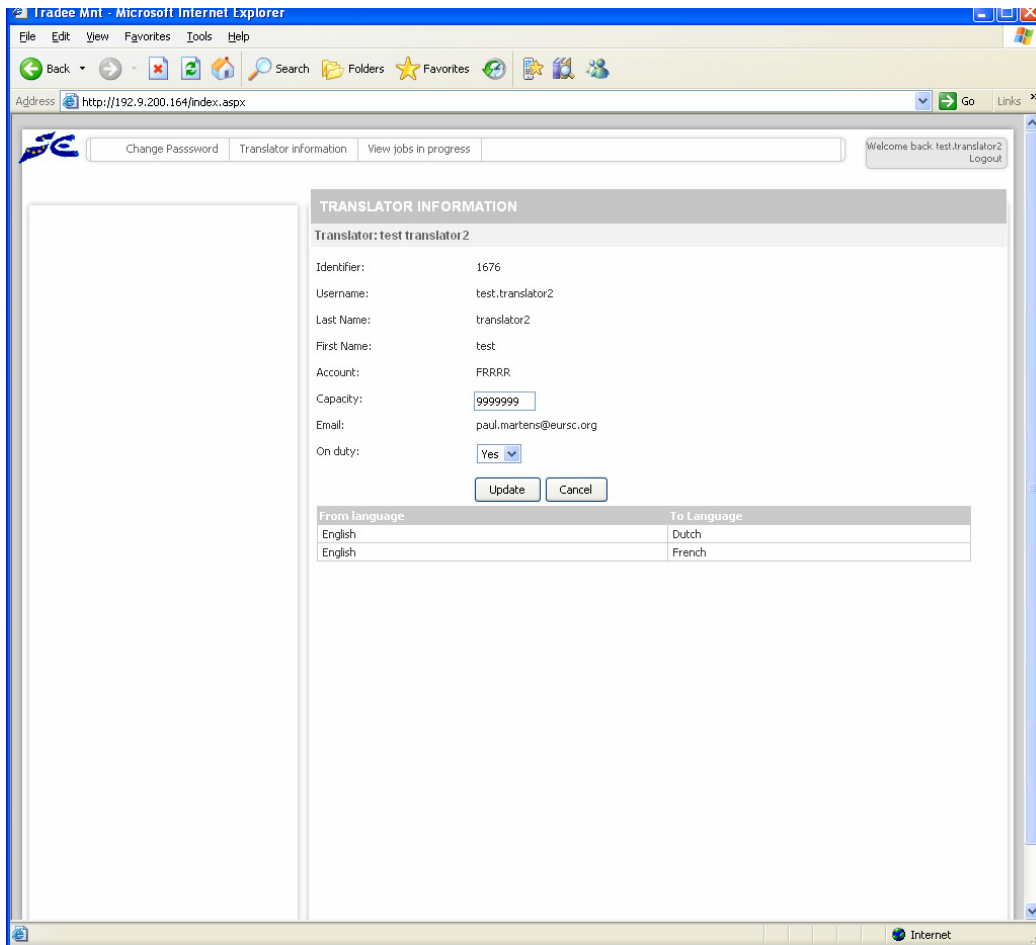 Tradee Mnt - Microsoft Internet Explorer
File Edit View Favorites Tools Help
Back Search Folders Favorites
Address http://192.9.200.164/index.aspx Go Links »
Change Passsword Translator information View jobs in progress
Welcome back test.translator2
Logout
TRANSLATOR INFORMATION
Translator: test translator2
Identifier: 1676
Username: test.translator2
Last Name: translator2
First Name: test
Account: FRRRR
Capacity: 9999999
Email: paul.martens@eursc.org
On duty: Yes
Update Cancel
From language To Language
English Dutch
English French
Internet